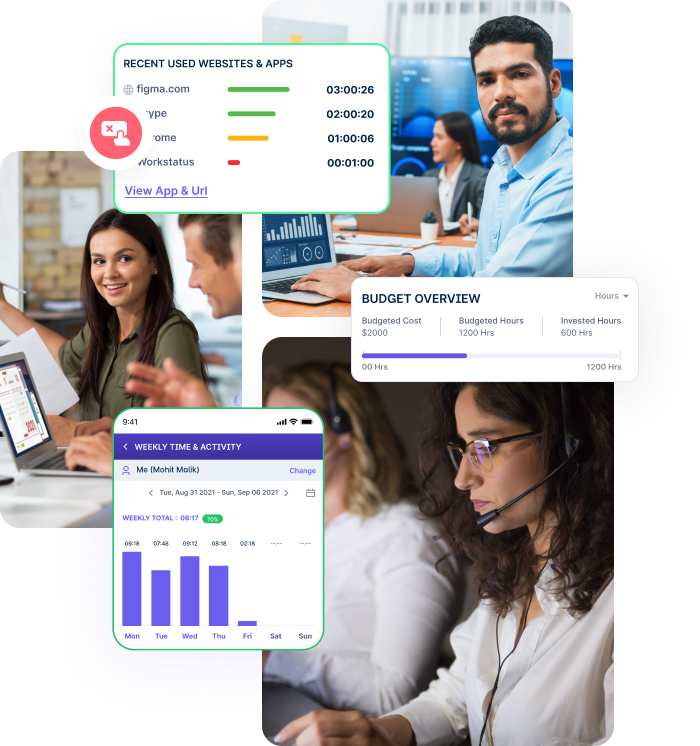 RECENT USED WEBSITES & APPS
figma.com 03:00:26
ype 02:00:20
rome 01:00:06
Workstatus 00:01:00
View App & Url
BUDGET OVERVIEW
Hours
Budgeted Cost Budgeted Hours Invested Hours
$2000 1200 Hrs 600 Hrs
00 Hrs 1200 Hrs
9:41
WEEKLY TIME & ACTIVITY
Me (Mohit Malik) Change
Tue, Aug 31 2021 - Sun, Sep 06 2021
WEEKLY TOTAL : 08:17 70%
09:18 07:48 09:12 08:18 02:18 --:-- --:--
Mon Tue Wed Thu Fri Sat Sun
2021